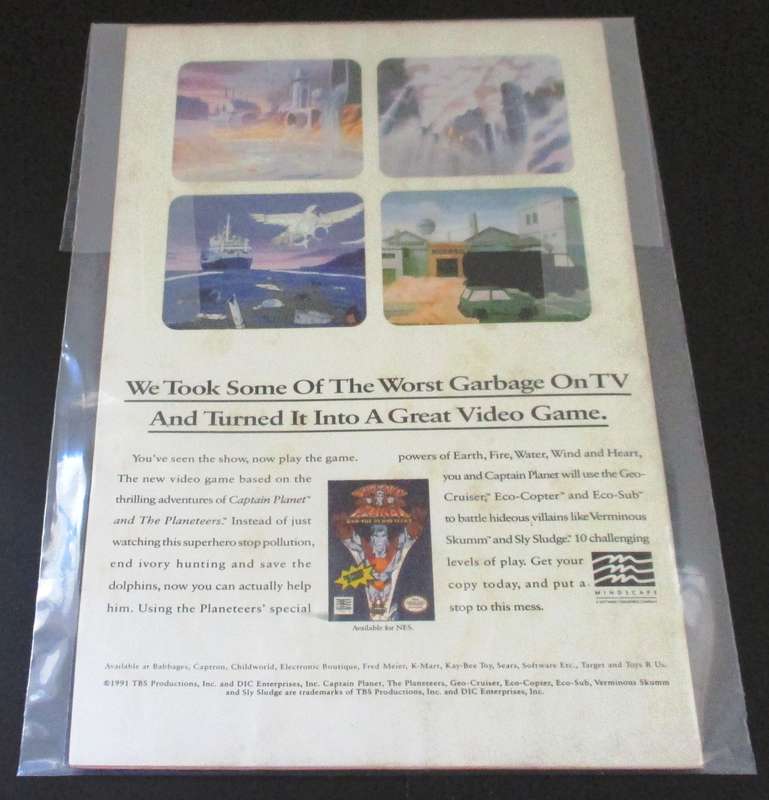 We Took Some Of The Worst Garbage On TV
And Turned It Into A Great Video Game.
You've seen the show, now play the game.
The new video game based on the
thrilling adventures of Captain Planet™
and The Planeteers.™ Instead of just
watching this superhero stop pollution,
end ivory hunting and save the
dolphins, now you can actually help
him. Using the Planeteers' special
Available for NES.
powers of Earth, Fire, Water, Wind and Heart,
you and Captain Planet will use the Geo-
Cruiser,™ Eco-Copter™ and Eco-Sub™
to battle hideous villains like Verminous
Skumm™ and Sly Sludge.™ 10 challenging
levels of play. Get your
copy today, and put a
stop to this mess.
MINDSCAPE
Available at Babbages, Captron, Childworld, Electronic Boutique, Fred Meier, K-Mart, Kay-Bee Toy, Sears, Software Etc., Target and Toys R Us.
©1991 TBS Productions, Inc. and DIC Enterprises, Inc. Captain Planet, The Planeteers, Geo-Cruiser, Eco-Copter, Eco-Sub, Verminous Skumm
and Sly Sludge are trademarks of TBS Productions, Inc. and DIC Enterprises, Inc.